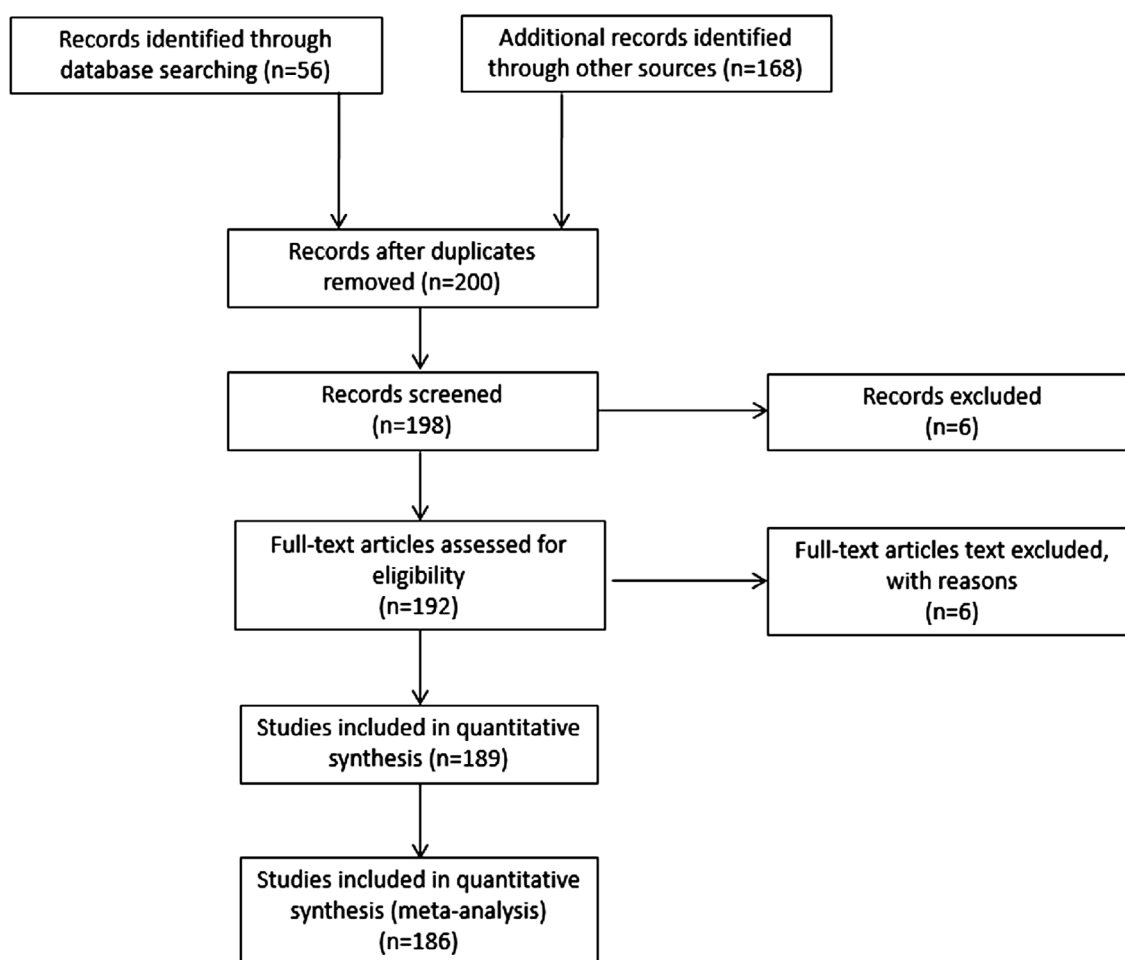 Records identified through
database searching (n=56)
Additional records identified
through other sources (n=168)
Records after duplicates
removed (n=200)
Records screened
(n=198)
Records excluded
(n=6)
Full-text articles assessed for
eligibility
(n=192)
Full-text articles text excluded,
with reasons
(n=6)
Studies included in quantitative
synthesis (n=189)
Studies included in quantitative
synthesis (meta-analysis)
(n=186)